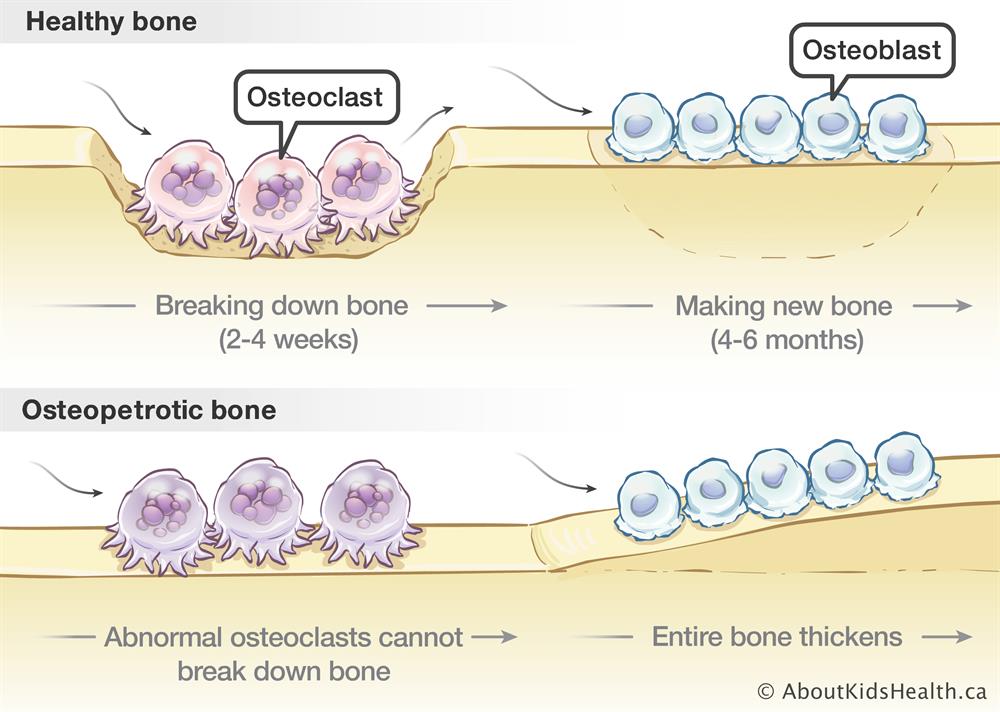 Healthy bone
Osteoclast
Osteoblast
Breaking down bone
(2-4 weeks)
Making new bone
(4-6 months)
Osteopetrotic bone
Abnormal osteoclasts cannot
break down bone
Entire bone thickens
© AboutKidsHealth.ca